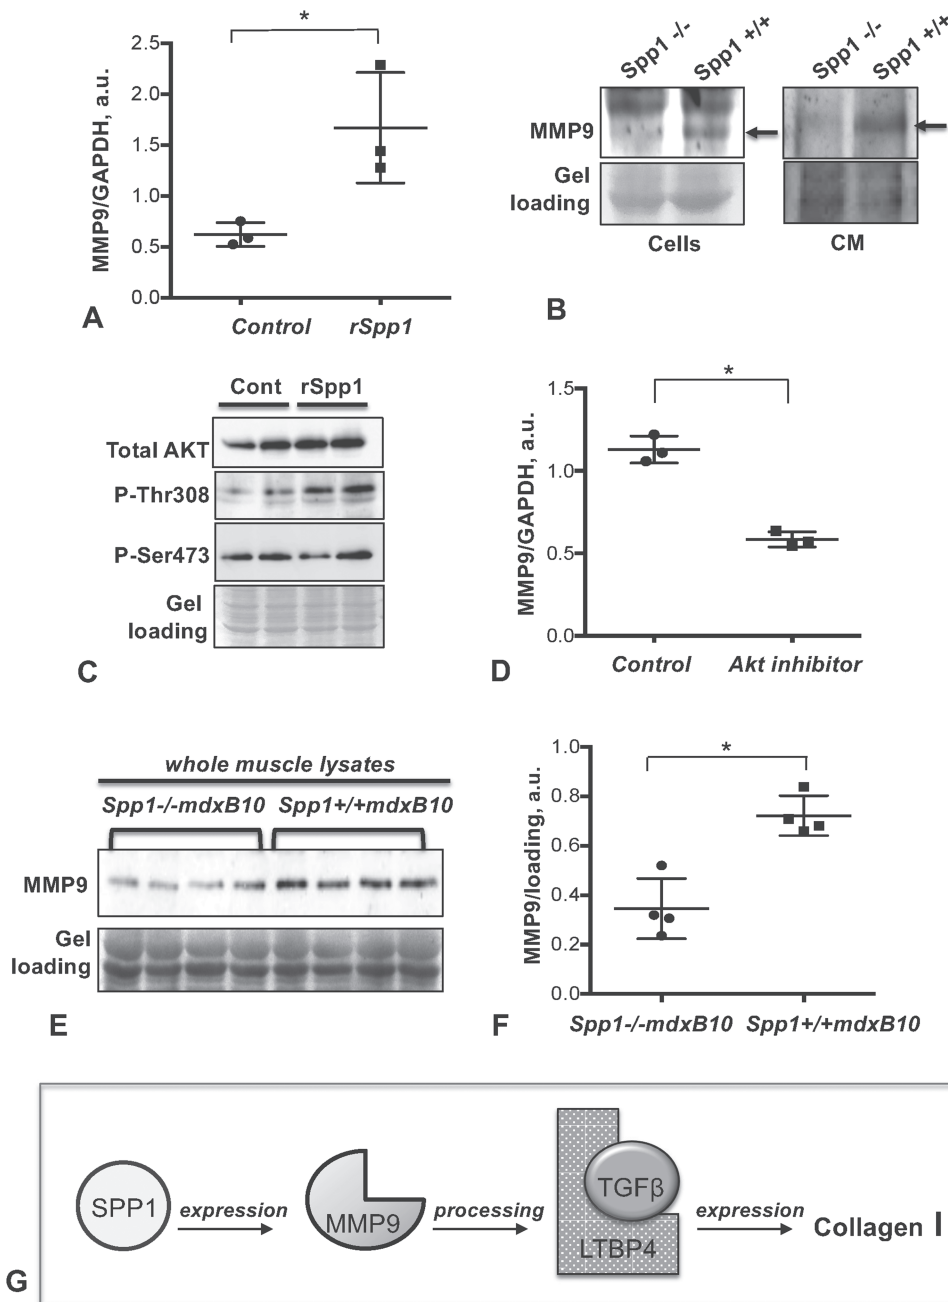 *
MMP9/GAPDH, a.u.
2.5
2.0
1.5
1.0
0.5
0.0
Control rSpp1
A
Spp1 -/- Spp1 +/+ Spp1 -/- Spp1 +/+
MMP9
Gel
loading
Cells CM
B
Cont rSpp1
Total AKT
P-Thr308
P-Ser473
Gel
loading
C
*
MMP9/GAPDH, a.u.
1.5
1.0
0.5
0.0
Control Akt inhibitor
D
whole muscle lysates
Spp1-/-mdxB10 Spp1+/+mdxB10
MMP9
Gel
loading
E
*
MMP9/loading, a.u.
1.0
0.8
0.6
0.4
0.2
0.0
Spp1-/-mdxB10 Spp1+/+mdxB10
F
SPP1 expression MMP9 processing TGFβ expression Collagen I
LTBP4
G